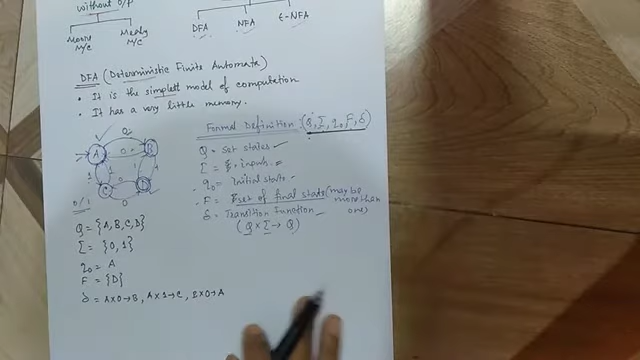 without O/P
Moore Mealy
M/C M/C
DFA NFA ε-NFA
DFA (Deterministic Finite Automata)
• It is the simplest model of computation
• It has a very little memory.
Formal Definition: (Q, Σ, q0, F, δ)
Q = set states
Σ = inputs
q0 = Initial state
F = set of final state (may be more than one)
δ = Transition Function
(Q × Σ → Q)
A B
C D
0/1
Q = {A, B, C, D}
Σ = {0, 1}
q0 = A
F = {D}
δ = A×0→B, A×1→C, B×0→A